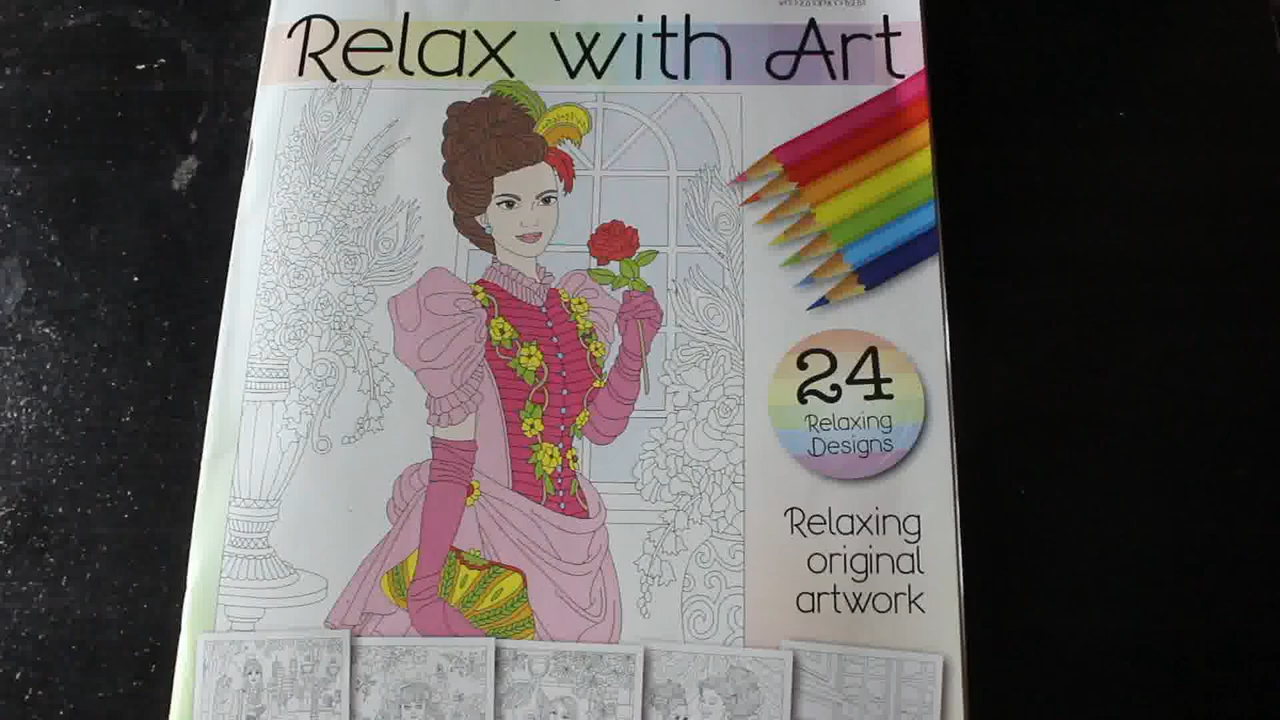 Relax with Art
24
Relaxing
Designs
Relaxing
original
artwork